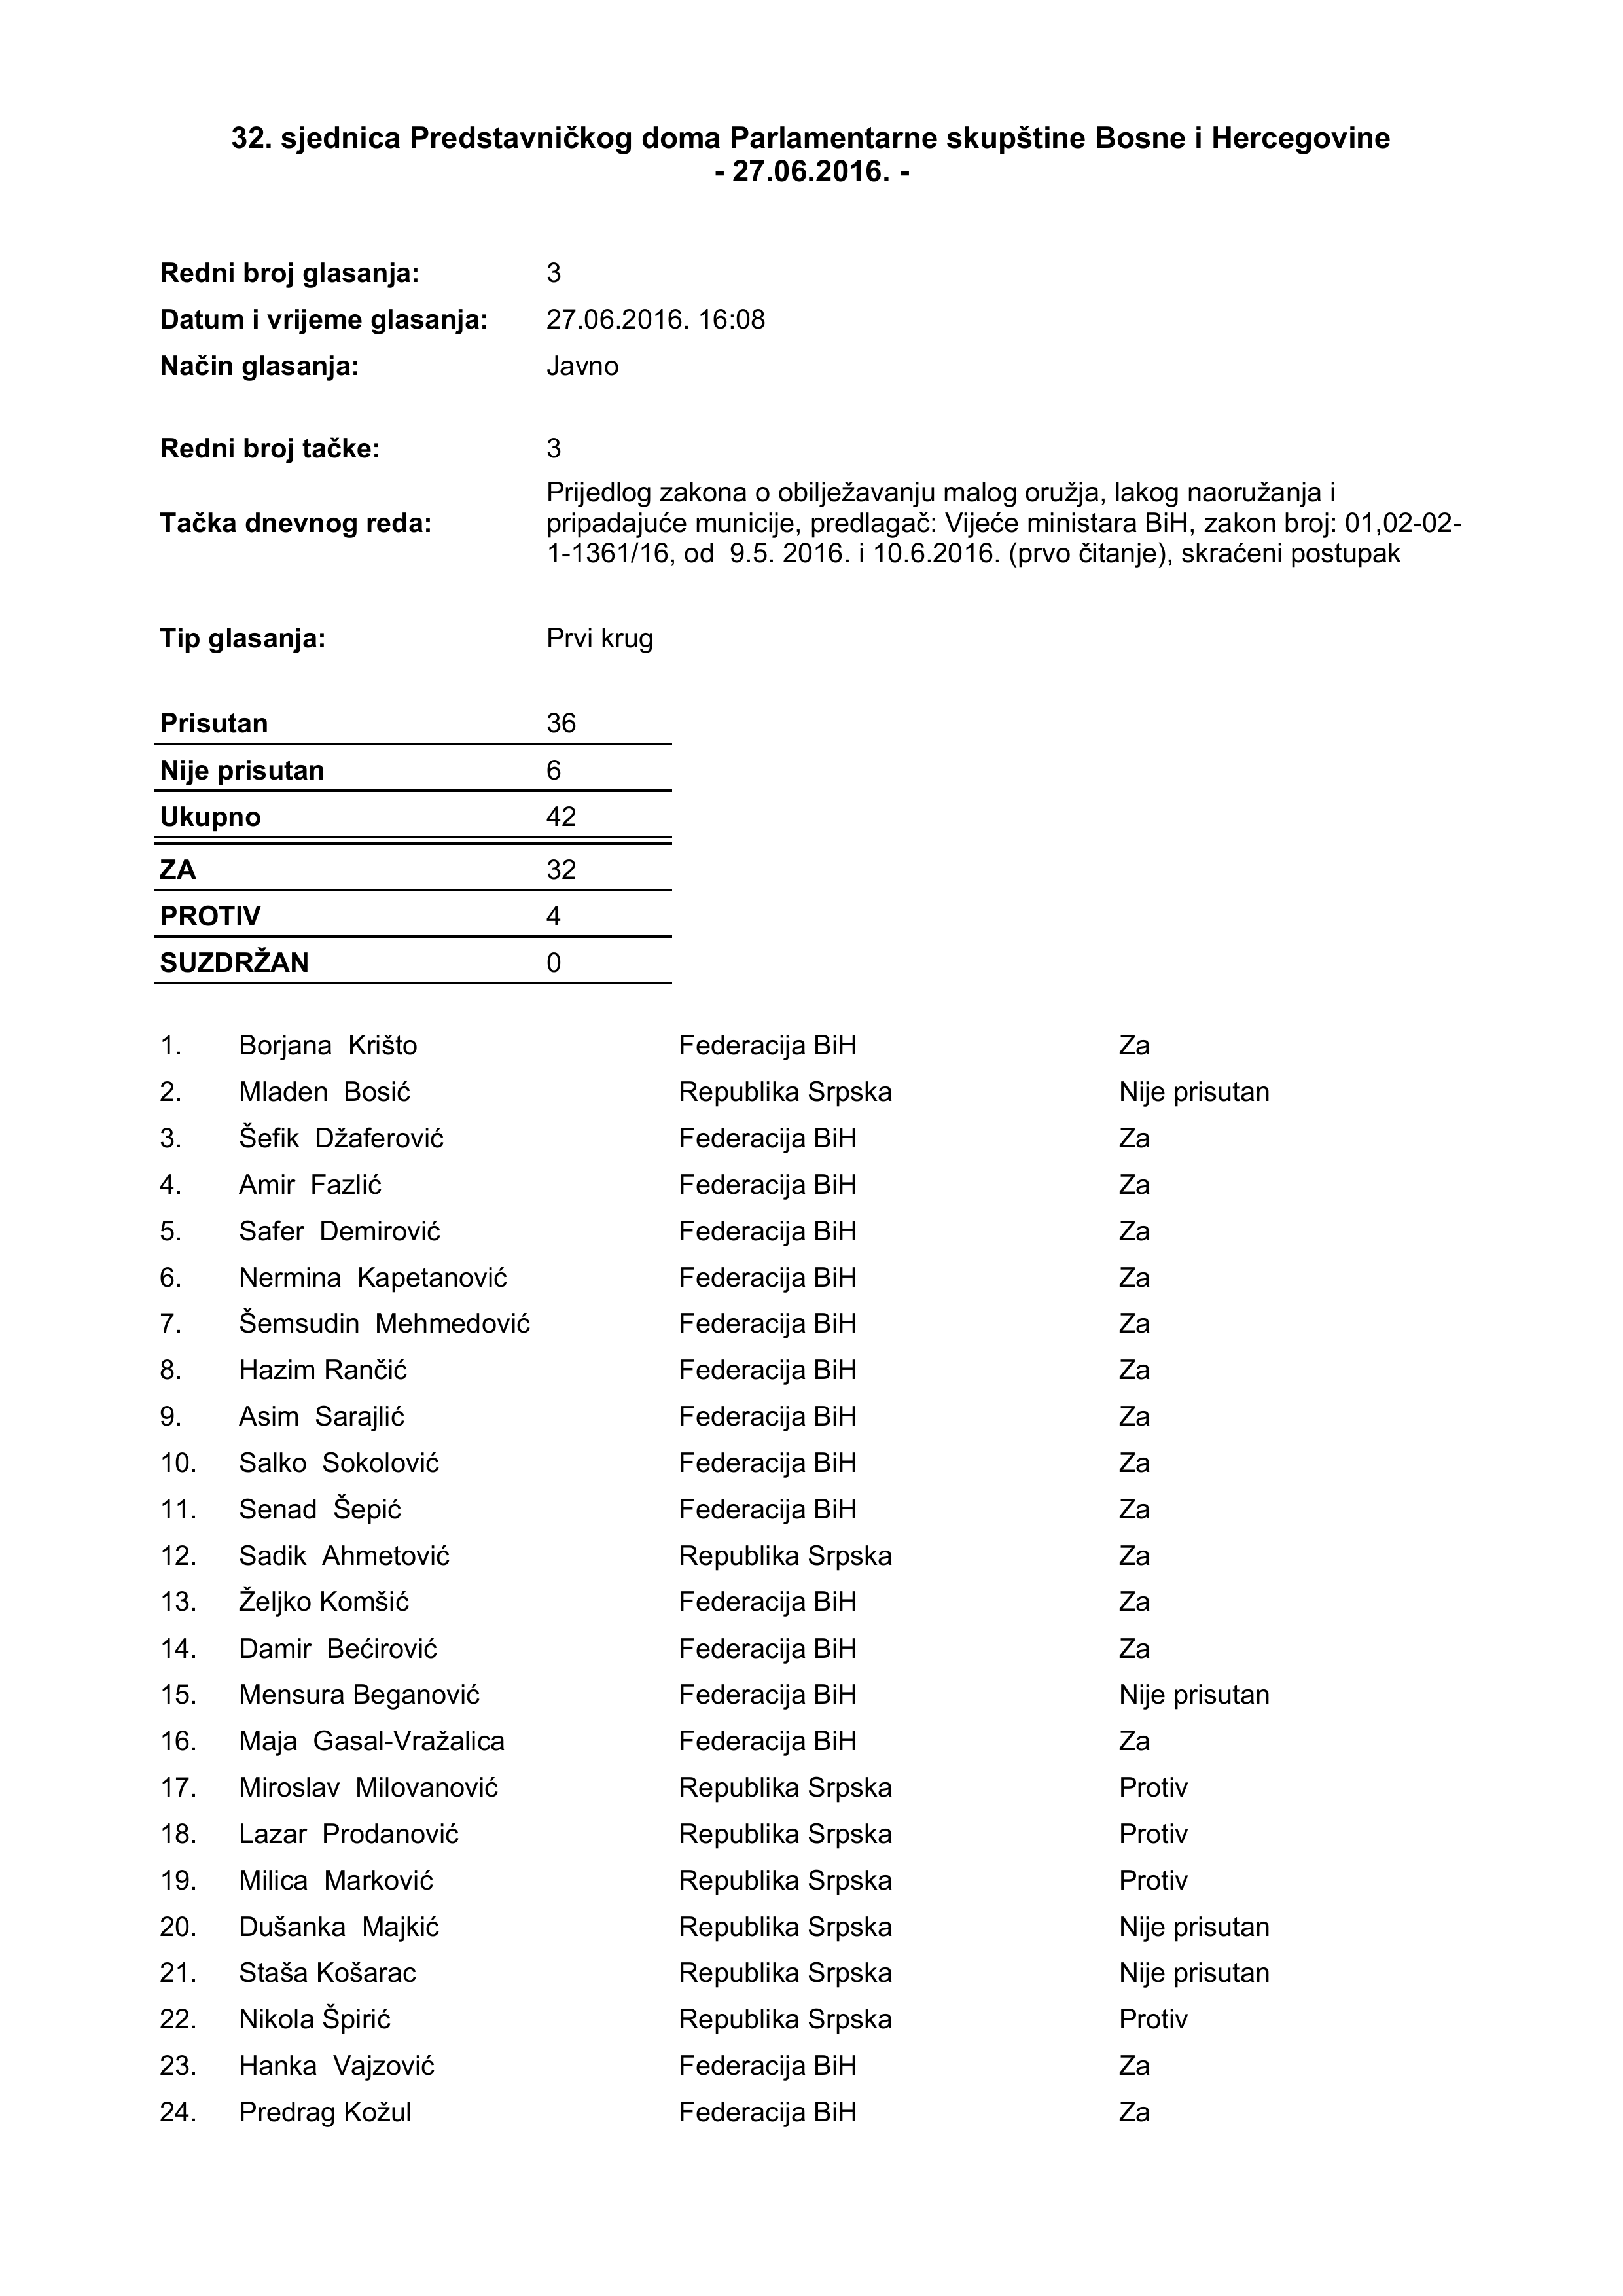 32. sjednica Predstavničkog doma Parlamentarne skupštine Bosne i Hercegovine
- 27.06.2016. -
Redni broj glasanja: 3
Datum i vrijeme glasanja: 27.06.2016. 16:08
Način glasanja: Javno
Redni broj tačke: 3
Tačka dnevnog reda: Prijedlog zakona o obilježavanju malog oružja, lakog naoružanja i
pripadajuće municije, predlagač: Vijeće ministara BiH, zakon broj: 01,02-02-
1-1361/16, od  9.5. 2016. i 10.6.2016. (prvo čitanje), skraćeni postupak
Tip glasanja: Prvi krug
Prisutan 36
Nije prisutan 6
Ukupno 42
ZA 32
PROTIV 4
SUZDRŽAN 0
1. Borjana  Krišto Federacija BiH Za
2. Mladen  Bosić Republika Srpska Nije prisutan
3. Šefik  Džaferović Federacija BiH Za
4. Amir  Fazlić Federacija BiH Za
5. Safer  Demirović Federacija BiH Za
6. Nermina  Kapetanović Federacija BiH Za
7. Šemsudin  Mehmedović Federacija BiH Za
8. Hazim Rančić Federacija BiH Za
9. Asim  Sarajlić Federacija BiH Za
10. Salko  Sokolović Federacija BiH Za
11. Senad  Šepić Federacija BiH Za
12. Sadik  Ahmetović Republika Srpska Za
13. Željko Komšić Federacija BiH Za
14. Damir  Bećirović Federacija BiH Za
15. Mensura Beganović Federacija BiH Nije prisutan
16. Maja  Gasal-Vražalica Federacija BiH Za
17. Miroslav  Milovanović Republika Srpska Protiv
18. Lazar  Prodanović Republika Srpska Protiv
19. Milica  Marković Republika Srpska Protiv
20. Dušanka  Majkić Republika Srpska Nije prisutan
21. Staša Košarac Republika Srpska Nije prisutan
22. Nikola Špirić Republika Srpska Protiv
23. Hanka  Vajzović Federacija BiH Za
24. Predrag Kožul Federacija BiH Za